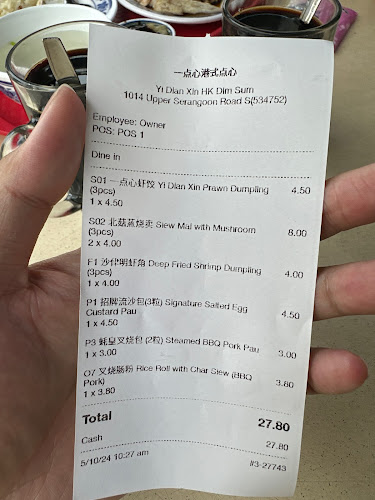 一点心港式点心
Yi Dian Xin HK Dim Sum
1014 Upper Serangoon Road S(534752)
Employee: Owner
POS: POS 1
Dine in
S01 一点心虾饺 Yi Dian Xin Prawn Dumpling 4.50
(3pcs)
1 x 4.50
S02 北菇蒸烧卖 Siew Mai with Mushroom 8.00
(3pcs)
2 x 4.00
F1 沙律明虾角 Deep Fried Shrimp Dumpling 4.00
(3pcs)
1 x 4.00
P1 招牌流沙包(3粒) Signature Salted Egg 4.50
Custard Pau
1 x 4.50
P3 蚝皇叉烧包 (2粒) Steamed BBQ Pork Pau 3.00
1 x 3.00
O7 叉烧肠粉 Rice Roll with Char Siew (BBQ 3.80
Pork)
1 x 3.80
Total 27.80
Cash 27.80
5/10/24 10:27 am #3-27743